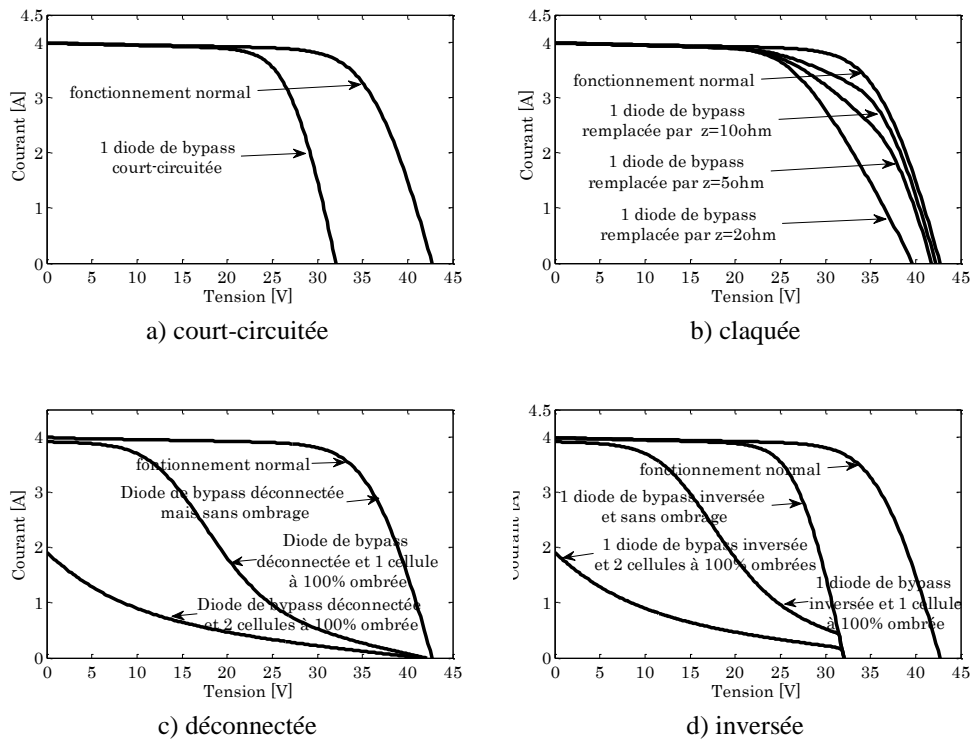 4.5
4
3
2
1
0
Courant [A]
fonctionnement normal
1 diode de bypass
court-circuitée
0 5 10 15 20 25 30 35 40 45
Tension [V]
a) court-circuitée
4.5
4
3
2
1
0
Courant [A]
fonctionnement normal
1 diode de bypass
remplacée par z=10ohm
1 diode de bypass
remplacée par z=5ohm
1 diode de bypass
remplacée par z=2ohm
0 5 10 15 20 25 30 35 40 45
Tension [V]
b) claquée
4
3
2
1
0
Courant [A]
fontionnement normal
Diode de bypass déconnectée
mais sans ombrage
Diode de bypass
déconnectée et 1 cellule
à 100% ombrée
Diode de bypass déconnectée
et 2 cellules à 100% ombrée
0 5 10 15 20 25 30 35 40 45
Tension [V]
c) déconnectée
4.5
4
3
2
1
0
Courant [A]
fonctionnement normal
1 diode de bypass inversée
et sans ombrage
1 diode de bypass inversée
et 2 cellules à 100% ombrées
1 diode de bypass
inversée et 1 cellule
à 100% ombrée
0 5 10 15 20 25 30 35 40 45
Tension [V]
d) inversée